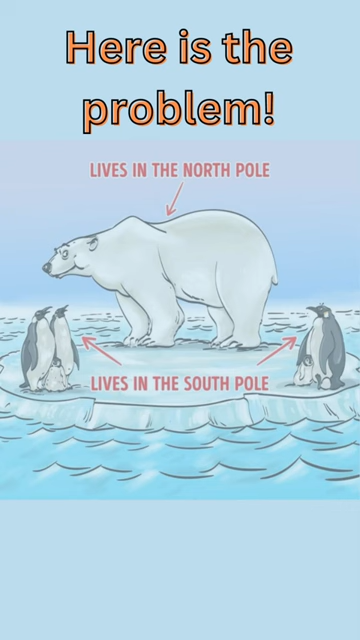 Here is the
problem!
LIVES IN THE NORTH POLE
LIVES IN THE SOUTH POLE